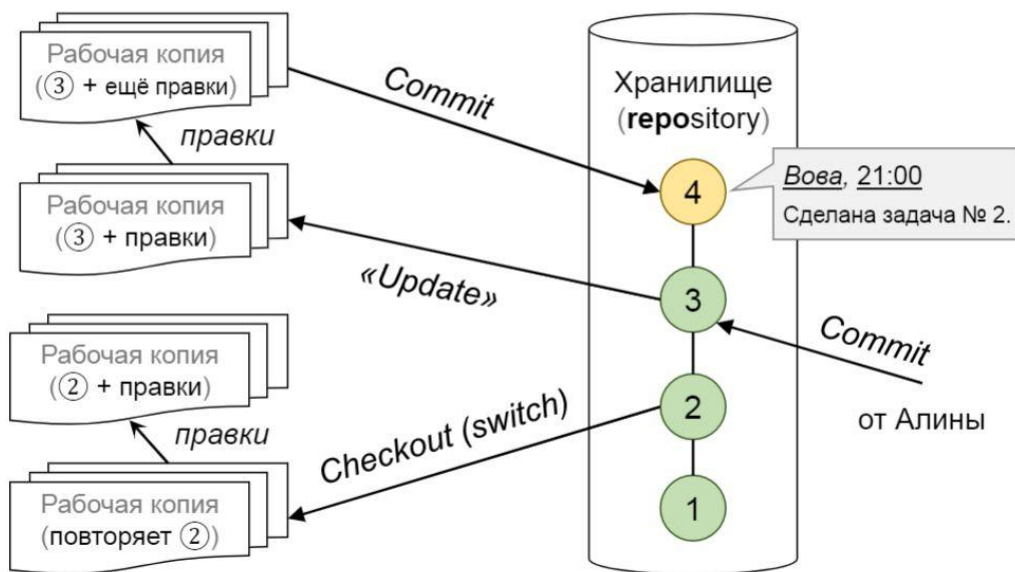 Рабочая копия
(③ + ещё правки)
правки
Рабочая копия
(③ + правки)
Рабочая копия
(② + правки)
правки
Рабочая копия
(повторяет ②)
Commit
«Update»
Checkout (switch)
Хранилище
(repository)
4
3
2
1
Вова, 21:00
Сделана задача № 2.
Commit
от Алины